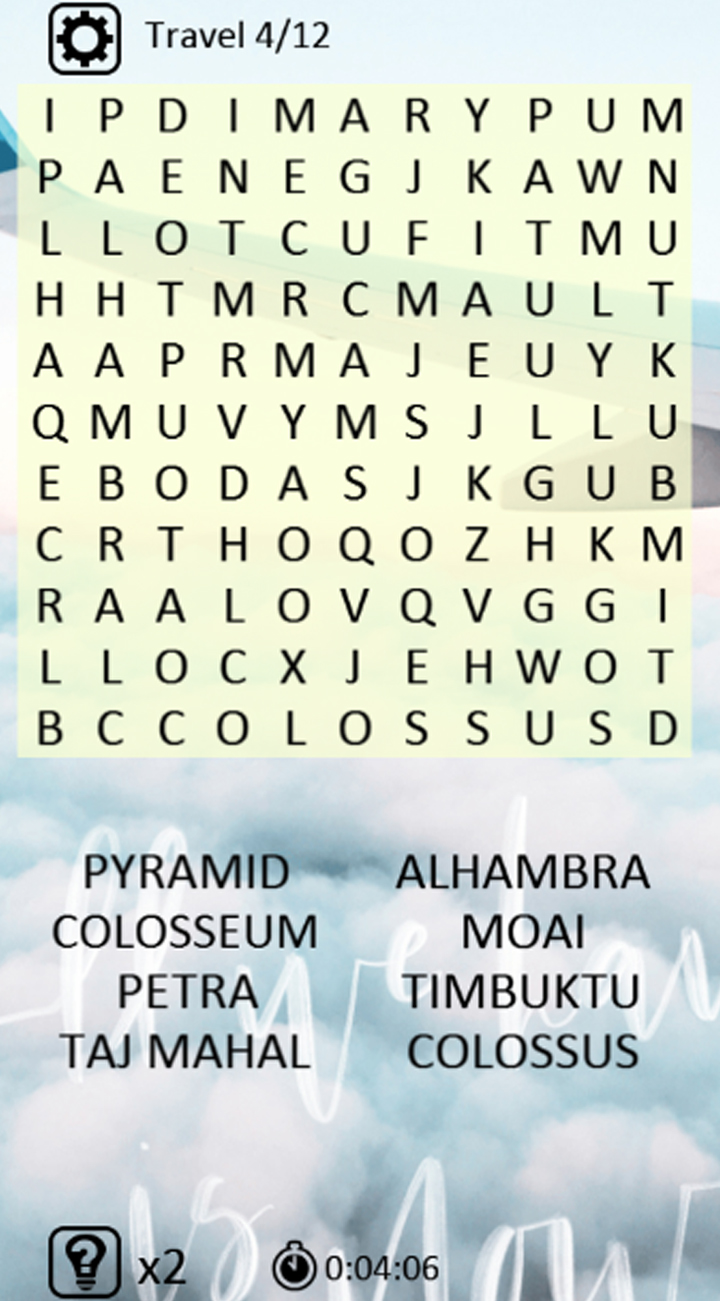 Travel 4/12
I P D I M A R Y P U M
P A E N E G J K A W N
L L O T C U F I T M U
H H T M R C M A U L T
A A P R M A J E U Y K
Q M U V Y M S J L L U
E B O D A S J K G U B
C R T H O Q O Z H K M
R A A L O V Q V G G I
L L O C X J E H W O T
B C C O L O S S U S D
PYRAMID ALHAMBRA
COLOSSEUM MOAI
PETRA TIMBUKTU
TAJ MAHAL COLOSSUS
x2 0:04:06